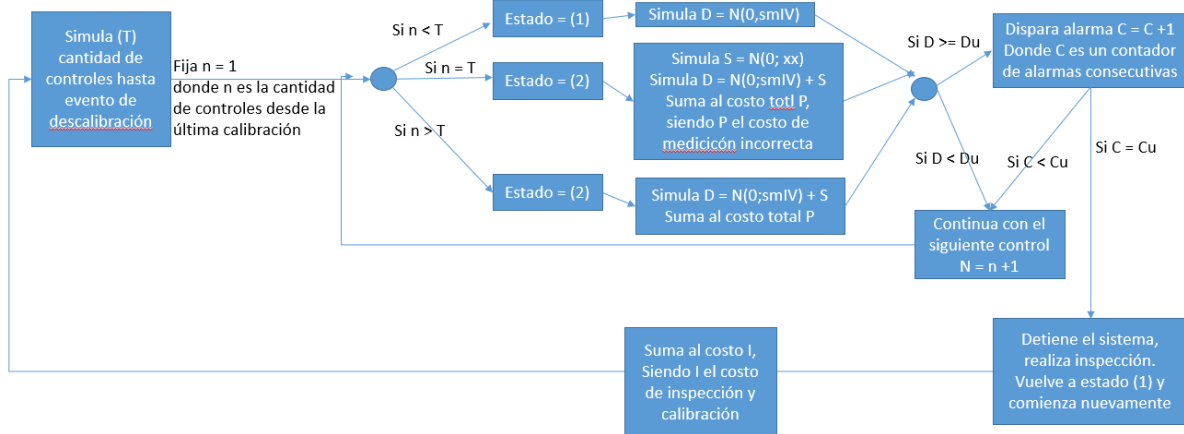 Simula (T)
cantidad de
controles hasta
evento de
descalibración
Fija n = 1
donde n es la cantidad
de controles desde la
última calibración
Si n < T
Si n = T
Si n > T
Estado = (1)
Estado = (2)
Estado = (2)
Simula D = N(0,smIV)
Simula S = N(0; xx)
Simula D = N(0;smIV) + S
Suma al costo totl P,
siendo P el costo de
medicicón incorrecta
Simula D = N(0;smIV) + S
Suma al costo total P
Si D >= Du
Si D < Du
Dispara alarma C = C +1
Donde C es un contador
de alarmas consecutivas
Si C < Cu
Si C = Cu
Continua con el
siguiente control
N = n +1
Detiene el sistema,
realiza inspección.
Vuelve a estado (1) y
comienza nuevamente
Suma al costo I,
Siendo I el costo
de inspección y
calibración